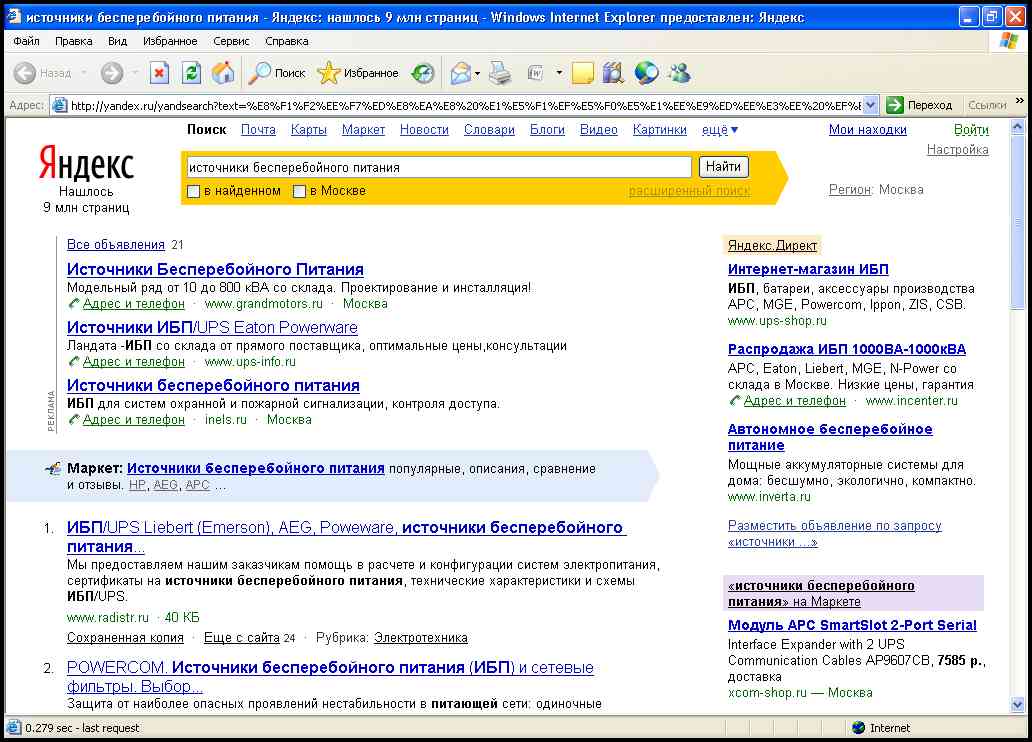 источники бесперебойного питания - Яндекс: нашлось 9 млн страниц - Windows Internet Explorer предоставлен: Яндекс
Файл Правка Вид Избранное Сервис Справка
Назад Поиск Избранное
Адрес: http://yandex.ru/yandsearch?text=%E8%F1%F2%EE%F7%ED%E8%EA%E8%20%E1%E5%F1%EF%E5%F0%E5%E1%EE%E9%ED%EE%E3%EE%20%EF%E Переход Ссылки »
Поиск Почта Карты Маркет Новости Словари Блоги Видео Картинки ещё ▼ Мои находки Войти
Настройка
Яндекс
Нашлось
9 млн страниц
источники бесперебойного питания Найти
в найденном в Москве расширенный поиск
Регион: Москва
Все объявления 21
Источники Бесперебойного Питания
Модельный ряд от 10 до 800 кВА со склада. Проектирование и инсталляция!
Адрес и телефон · www.grandmotors.ru · Москва
Источники ИБП/UPS Eaton Powerware
Ландата -ИБП со склада от прямого поставщика, оптимальные цены,консультации
Адрес и телефон · www.ups-info.ru
Источники бесперебойного питания
ИБП для систем охранной и пожарной сигнализации, контроля доступа.
Адрес и телефон · inels.ru · Москва
РЕКЛАМА
Маркет: Источники бесперебойного питания популярные, описания, сравнение
и отзывы. HP, AEG, APC ...
1. ИБП/UPS Liebert (Emerson), AEG, Poweware, источники бесперебойного
питания...
Мы предоставляем нашим заказчикам помощь в расчете и конфигурации систем электропитания,
сертификаты на источники бесперебойного питания, технические характеристики и схемы
ИБП/UPS.
www.radistr.ru · 40 КБ
Сохраненная копия · Еще с сайта 24 · Рубрика: Электротехника
2. POWERCOM. Источники бесперебойного питания (ИБП) и сетевые
фильтры. Выбор...
Защита от наиболее опасных проявлений нестабильности в питающей сети: одиночные
Яндекс.Директ
Интернет-магазин ИБП
ИБП, батареи, аксессуары производства
APC, MGE, Powercom, Ippon, ZIS, CSB.
www.ups-shop.ru
Распродажа ИБП 1000ВА-1000кВА
APC, Eaton, Liebert, MGE, N-Power со
склада в Москве. Низкие цены, гарантия
Адрес и телефон · www.incenter.ru
Автономное бесперебойное
питание
Мощные аккумуляторные системы для
дома: бесшумно, экологично, компактно.
www.inverta.ru
Разместить объявление по запросу
«источники ...»
«источники бесперебойного
питания» на Маркете
Модуль APC SmartSlot 2-Port Serial
Interface Expander with 2 UPS
Communication Cables AP9607CB, 7585 р.,
доставка
xcom-shop.ru — Москва
0.279 sec - last request Internet